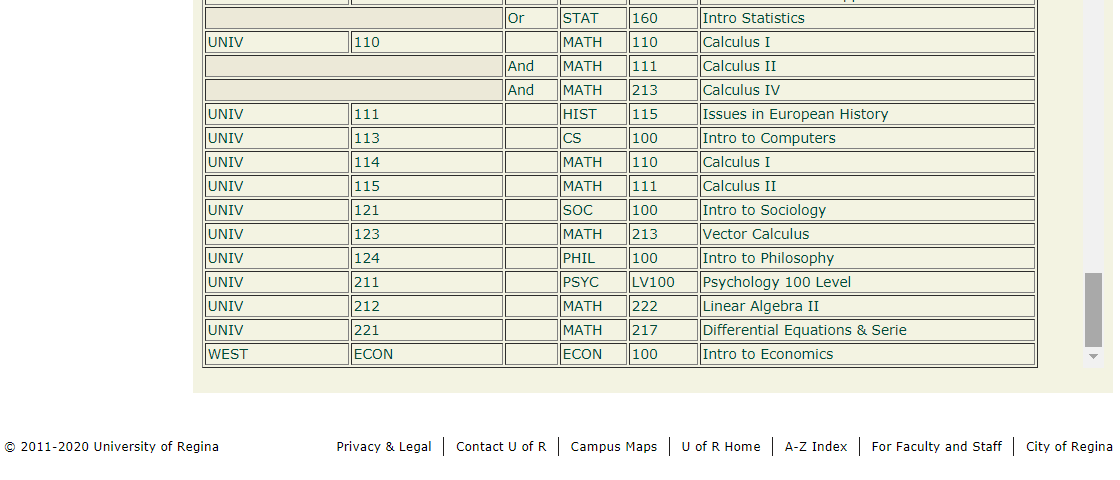 Or STAT 160 Intro Statistics
UNIV 110 MATH 110 Calculus I
And MATH 111 Calculus II
And MATH 213 Calculus IV
UNIV 111 HIST 115 Issues in European History
UNIV 113 CS 100 Intro to Computers
UNIV 114 MATH 110 Calculus I
UNIV 115 MATH 111 Calculus II
UNIV 121 SOC 100 Intro to Sociology
UNIV 123 MATH 213 Vector Calculus
UNIV 124 PHIL 100 Intro to Philosophy
UNIV 211 PSYC LV100 Psychology 100 Level
UNIV 212 MATH 222 Linear Algebra II
UNIV 221 MATH 217 Differential Equations & Serie
WEST ECON ECON 100 Intro to Economics
© 2011-2020 University of Regina Privacy & Legal Contact U of R Campus Maps U of R Home A-Z Index For Faculty and Staff City of Regina